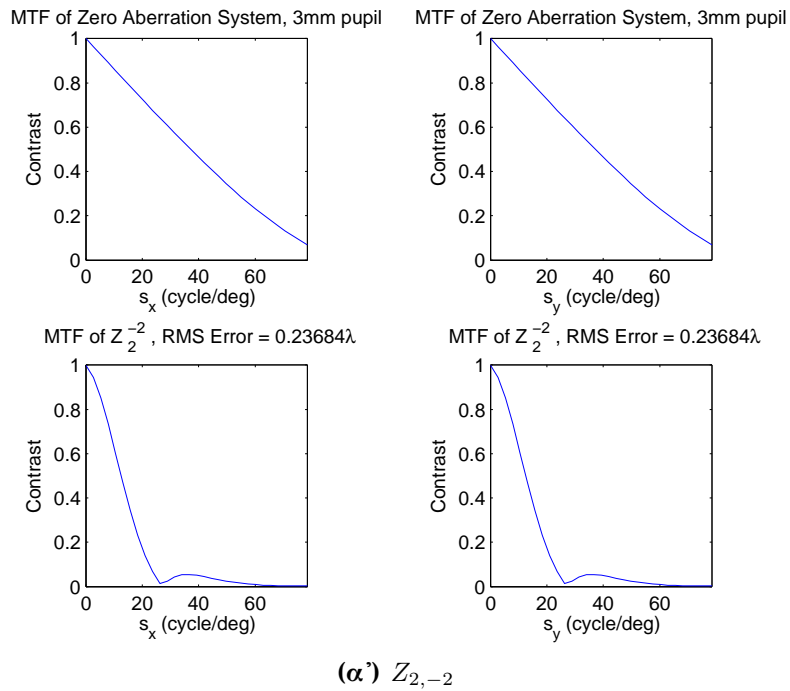 MTF of Zero Aberration System, 3mm pupil
1
0.8
0.6
0.4
0.2
0
Contrast
0 20 40 60
s_x (cycle/deg)
MTF of Zero Aberration System, 3mm pupil
1
0.8
0.6
0.4
0.2
0
Contrast
0 20 40 60
s_y (cycle/deg)
MTF of Z_2^-2 , RMS Error = 0.23684λ
1
0.8
0.6
0.4
0.2
0
Contrast
0 20 40 60
s_x (cycle/deg)
MTF of Z_2^-2 , RMS Error = 0.23684λ
1
0.8
0.6
0.4
0.2
0
Contrast
0 20 40 60
s_y (cycle/deg)
(α') Z_2,−2